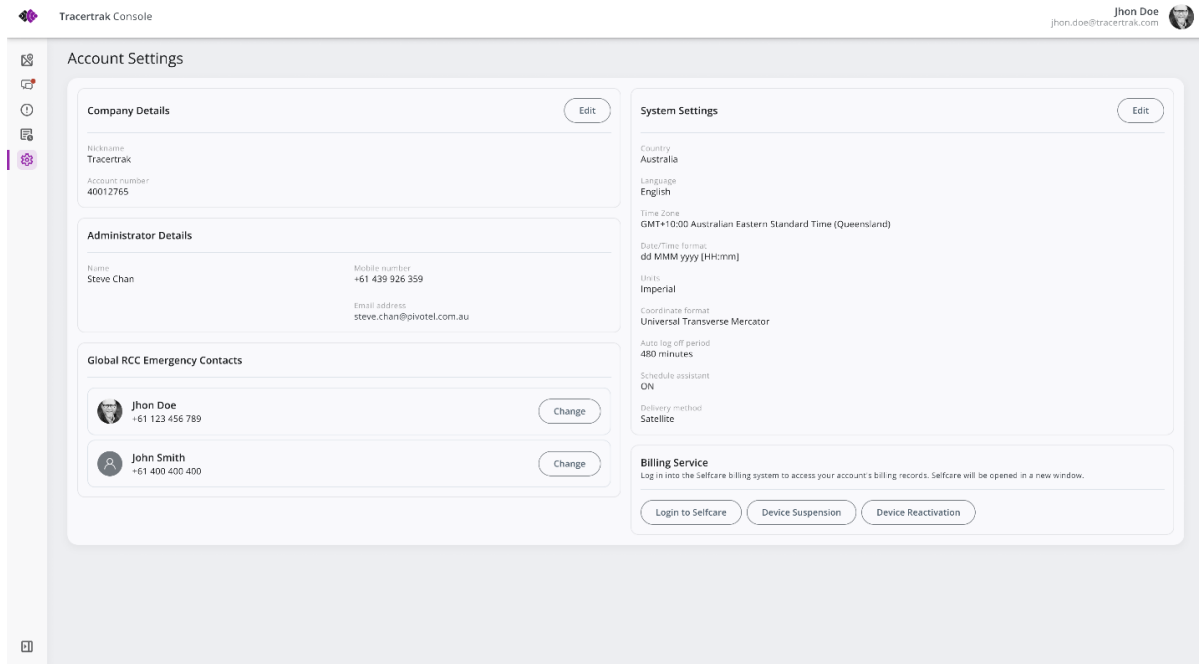 Tracertrak Console
Jhon Doe
jhon.doe@tracertrak.com
Account Settings
Company Details
Edit
Nickname
Tracertrak
Account number
40012765
Administrator Details
Name
Steve Chan
Mobile number
+61 439 926 359
Email address
steve.chan@pivotel.com.au
Global RCC Emergency Contacts
Jhon Doe
+61 123 456 789
Change
John Smith
+61 400 400 400
Change
System Settings
Edit
Country
Australia
Language
English
Time Zone
GMT+10:00 Australian Eastern Standard Time (Queensland)
Date/Time format
dd MMM yyyy [HH:mm]
Units
Imperial
Coordinate format
Universal Transverse Mercator
Auto log off period
480 minutes
Schedule assistant
ON
Delivery method
Satellite
Billing Service
Log in into the Selfcare billing system to access your account's billing records. Selfcare will be opened in a new window.
Login to Selfcare
Device Suspension
Device Reactivation